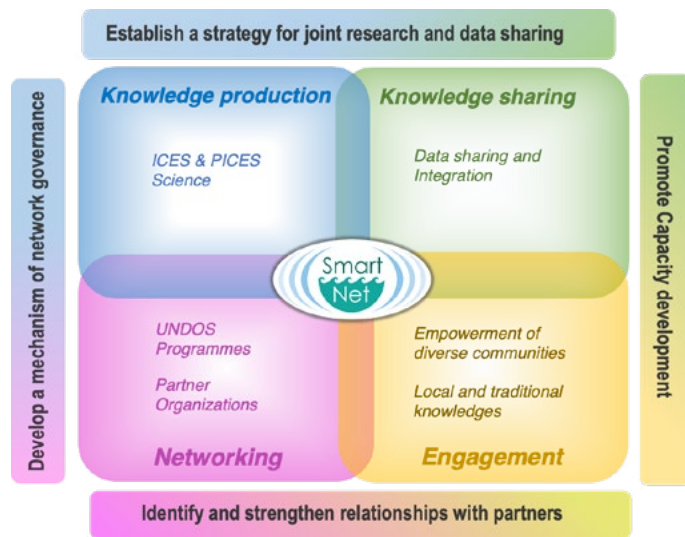 Establish a strategy for joint research and data sharing
Develop a mechanism of network governance
Knowledge production
Knowledge sharing
ICES & PICES
Science
Data sharing and
Integration
Promote Capacity development
Smart
Net
UNDOS
Programmes
Partner
Organizations
Empowerment of
diverse communities
Local and traditional
knowledges
Networking
Engagement
Identify and strengthen relationships with partners